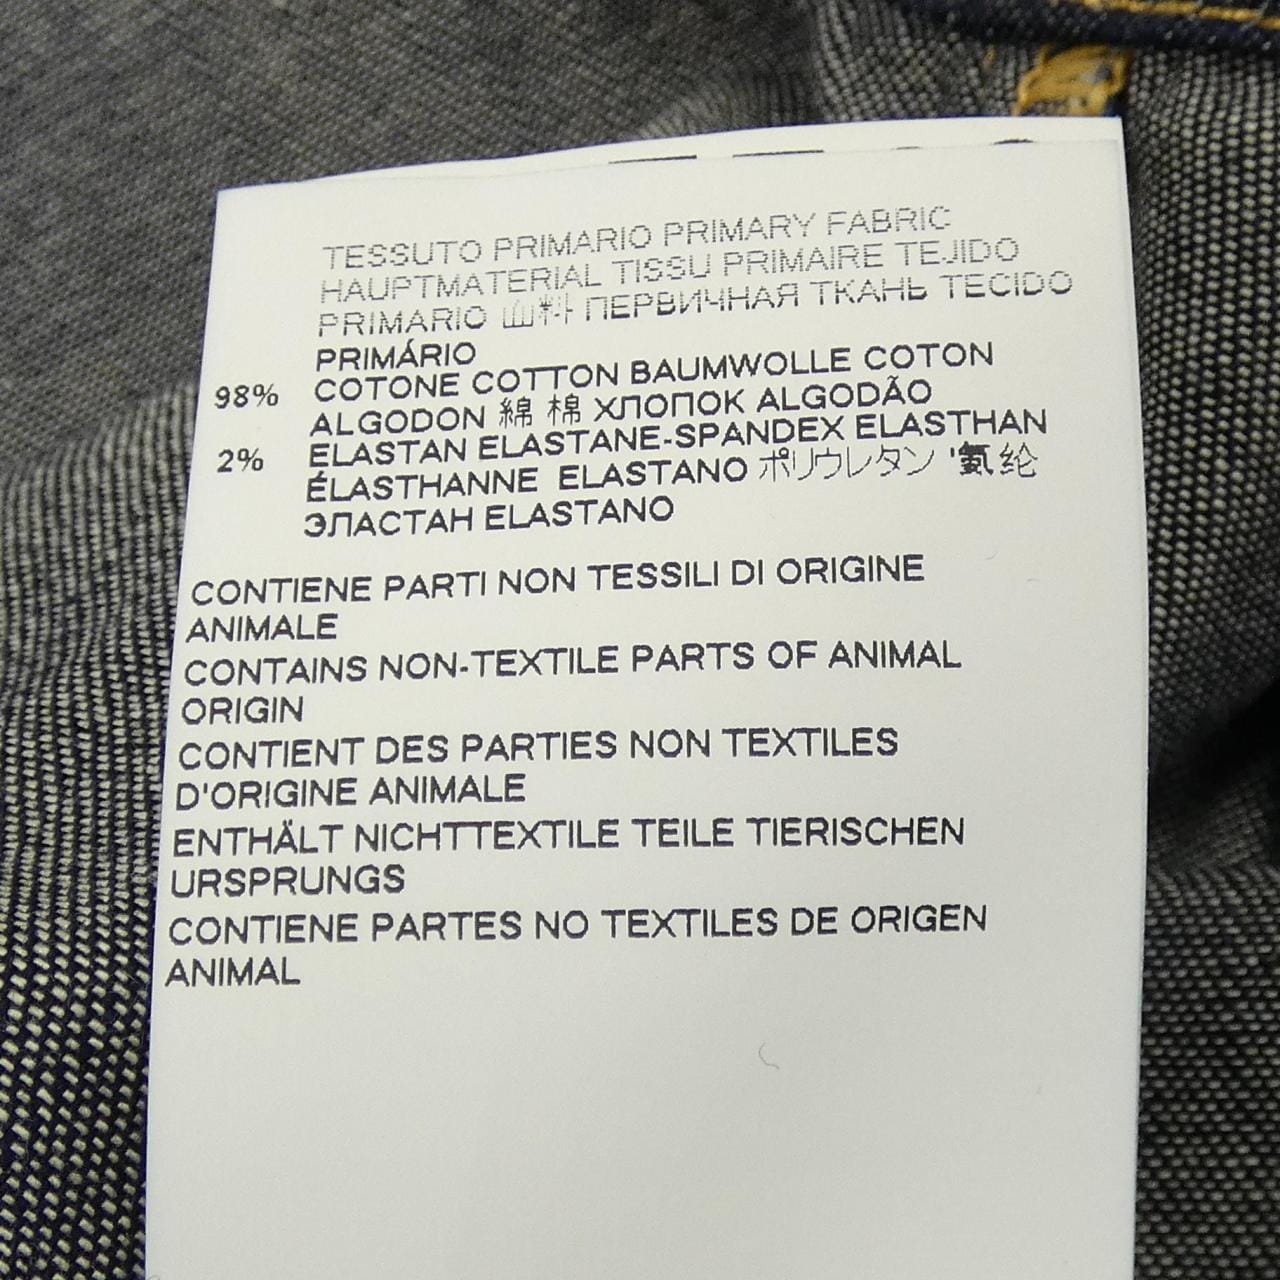 TESSUTO PRIMARIO PRIMARY FABRIC
HAUPTMATERIAL TISSU PRIMAIRE TEJIDO
PRIMARIO 料 ПЕРВИЧНАЯ ТКАНЬ TECIDO
PRIMÁRIO
98% COTONE COTTON BAUMWOLLE COTON
ALGODON 綿 棉 ХЛОПОК ALGODÃO
2% ELASTAN ELASTANE-SPANDEX ELASTHAN
ÉLASTHANNE ELASTANO ポリウレタン '氨纶
ЭЛАСТАН ELASTANO
CONTIENE PARTI NON TESSILI DI ORIGINE
ANIMALE
CONTAINS NON-TEXTILE PARTS OF ANIMAL
ORIGIN
CONTIENT DES PARTIES NON TEXTILES
D'ORIGINE ANIMALE
ENTHÄLT NICHTTEXTILE TEILE TIERISCHEN
URSPRUNGS
CONTIENE PARTES NO TEXTILES DE ORIGEN
ANIMAL